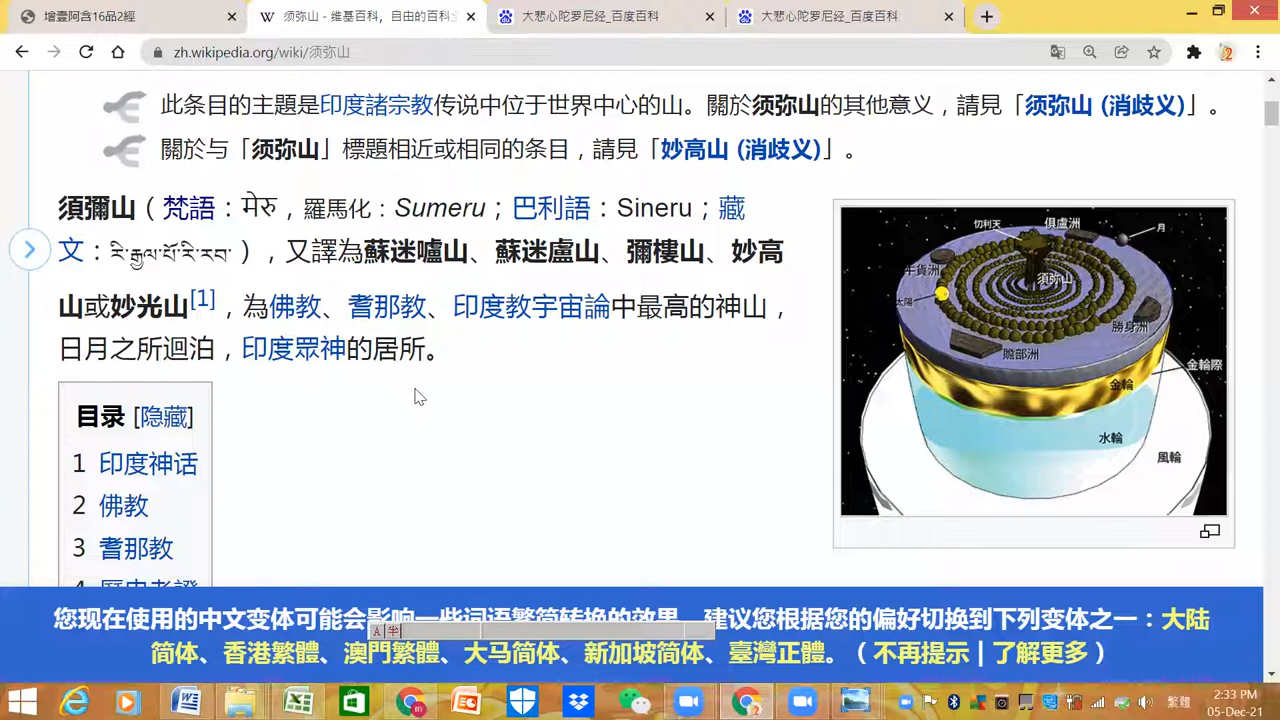 增壹阿含16品2經
须弥山 - 维基百科，自由的百科全
大悲心陀罗尼经_百度百科
大悲心陀罗尼经_百度百科
zh.wikipedia.org/wiki/须弥山
此条目的主題是印度諸宗教传说中位于世界中心的山。關於须弥山的其他意义，請見「须弥山 (消歧义)」。
關於与「须弥山」標題相近或相同的条目，請見「妙高山 (消歧义)」。
須彌山（梵語：मेरु，羅馬化：Sumeru；巴利語：Sineru；藏
文：རི་རྒྱལ་པོ་རི་རབ་ ），又譯為蘇迷嚧山、蘇迷盧山、彌樓山、妙高
山或妙光山[1]，為佛教、耆那教、印度教宇宙論中最高的神山，
日月之所迴泊，印度眾神的居所。
目录 [隐藏]
1 印度神话
2 佛教
3 耆那教
4 歷史考證
忉利天
俱盧洲
月
牛貨洲
須彌山
太陽
勝身洲
贍部洲
金輪際
金輪
水輪
風輪
您现在使用的中文变体可能会影响一些词语繁简转换的效果。建议您根据您的偏好切换到下列变体之一：大陆
简体、香港繁體、澳門繁體、大马简体、新加坡简体、臺灣正體。（不再提示 | 了解更多）
A 半
繁體
2:33 PM
05-Dec-21